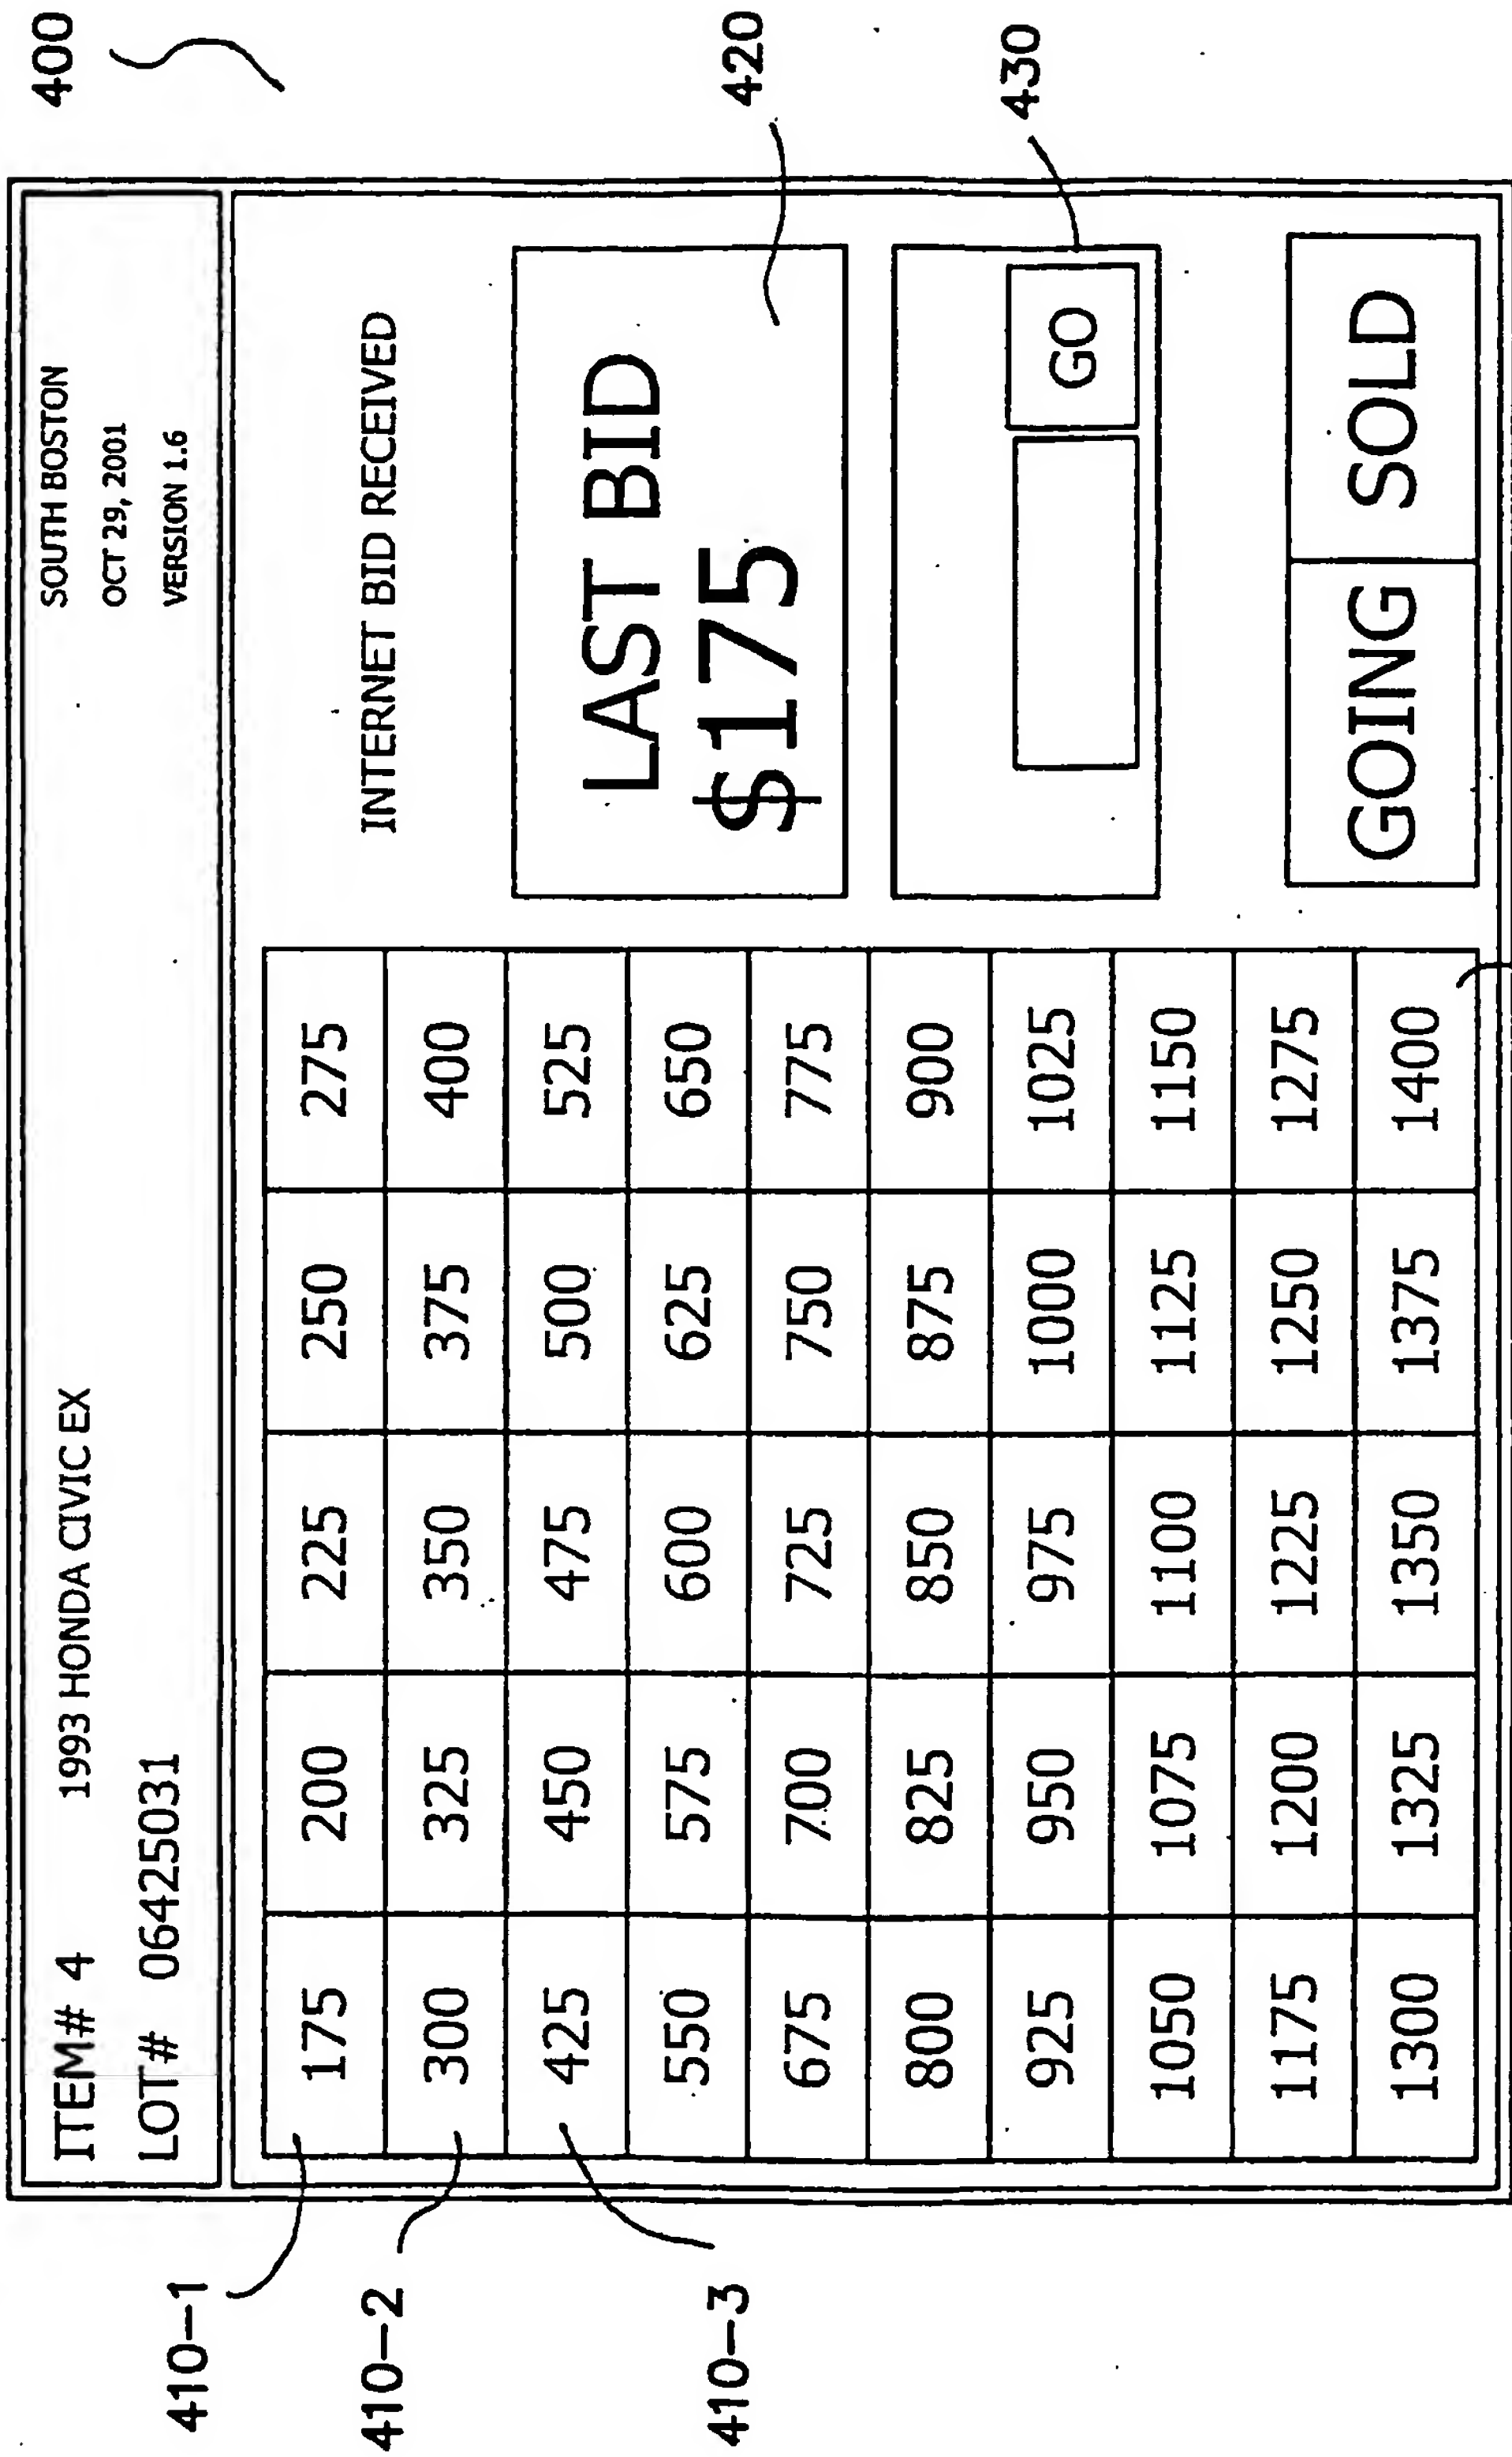 400
ITEM# 4 1993 HONDA CIVIC EX SOUTH BOSTON
LOT# 06425031 OCT 29, 2001
VERSION 1.6
410-1
410-2
410-3
175 200 225 250 275
300 325 350 375 400
425 450 475 500 525
550 575 600 625 650
675 700 725 750 775
800 825 850 875 900
925 950 975 1000 1025
1050 1075 1100 1125 1150
1175 1200 1225 1250 1275
1300 1325 1350 1375 1400
INTERNET BID RECEIVED
LAST BID
$175
420
GO
430
GOING SOLD